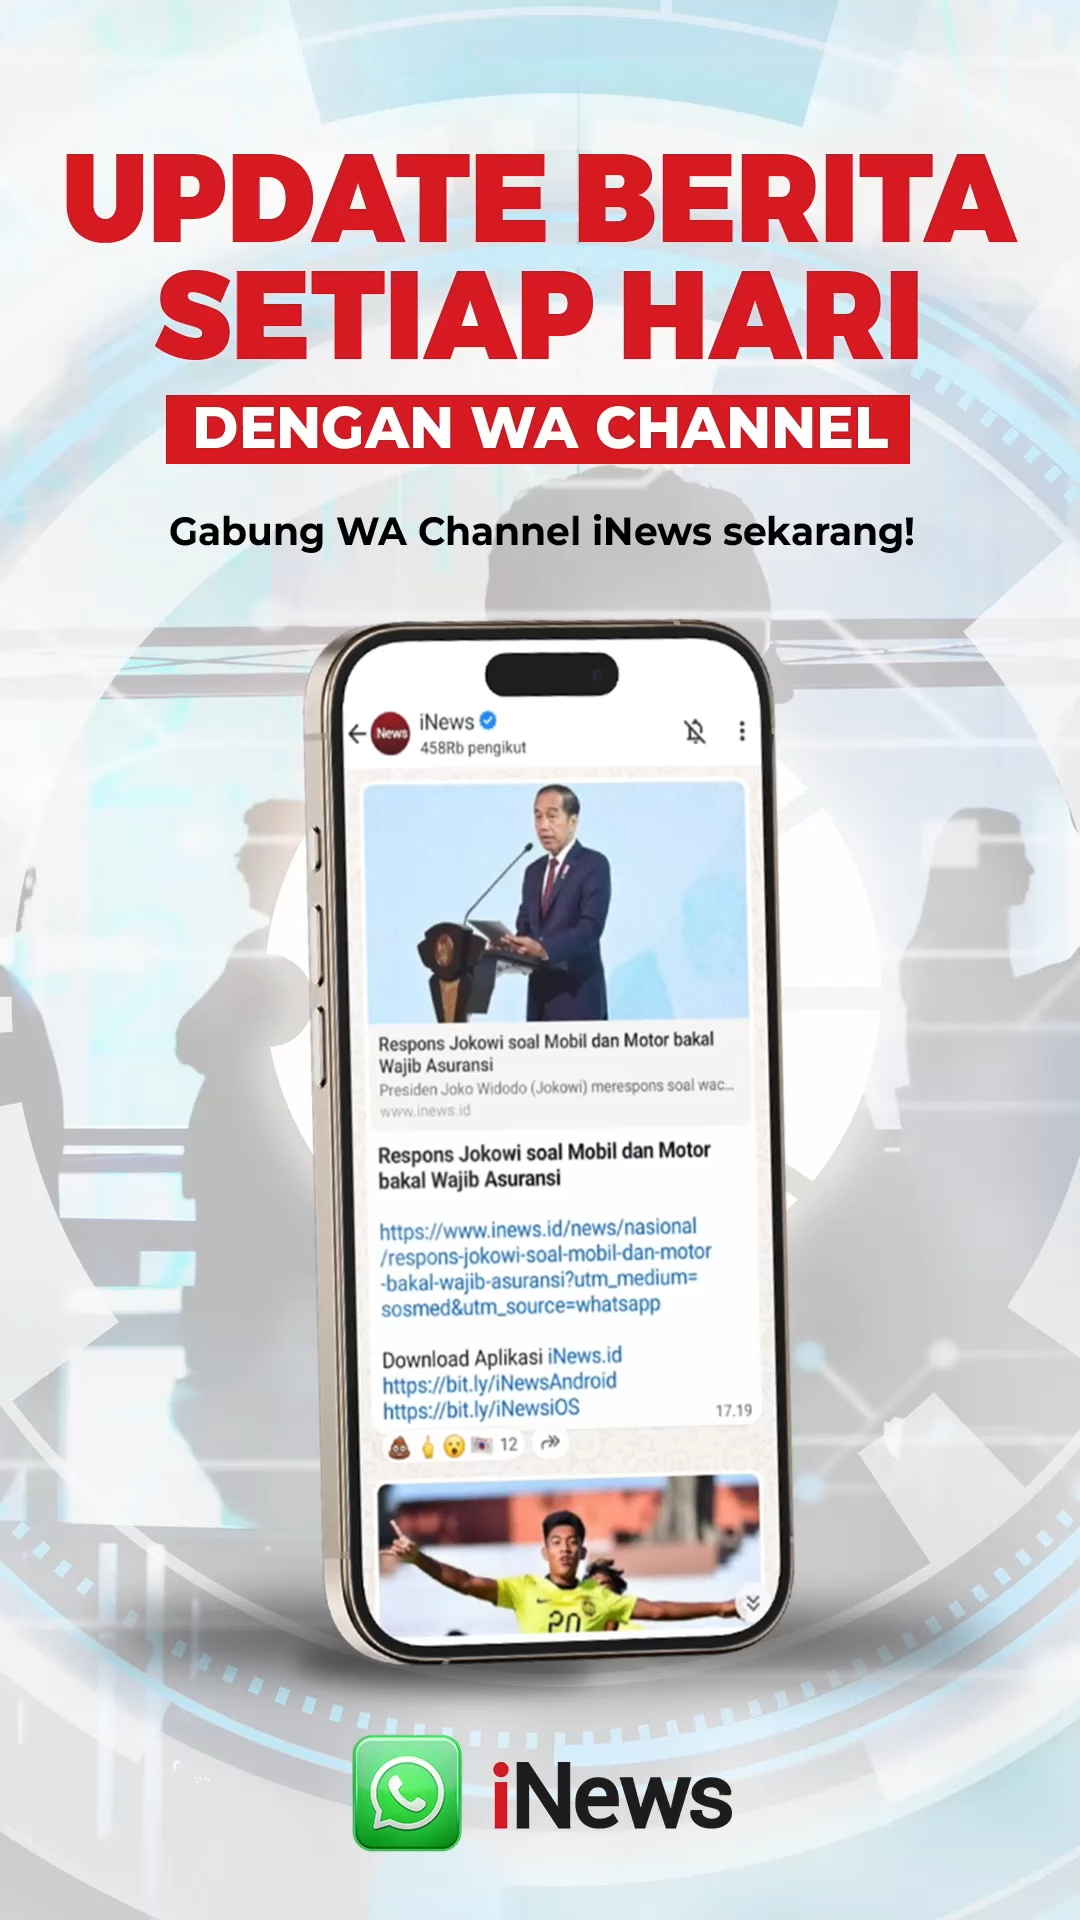 UPDATE BERITA
SETIAP HARI
DENGAN WA CHANNEL
Gabung WA Channel iNews sekarang!
News
iNews
458Rb pengikut
Respons Jokowi soal Mobil dan Motor bakal
Wajib Asuransi
Presiden Joko Widodo (Jokowi) merespons soal wac...
www.inews.id
Respons Jokowi soal Mobil dan Motor
bakal Wajib Asuransi
https://www.inews.id/news/nasional
/respons-jokowi-soal-mobil-dan-motor
-bakal-wajib-asuransi?utm_medium=
sosmed&utm_source=whatsapp
Download Aplikasi iNews.id
https://bit.ly/iNewsAndroid
https://bit.ly/iNewsiOS
17.19
12
20
iNews